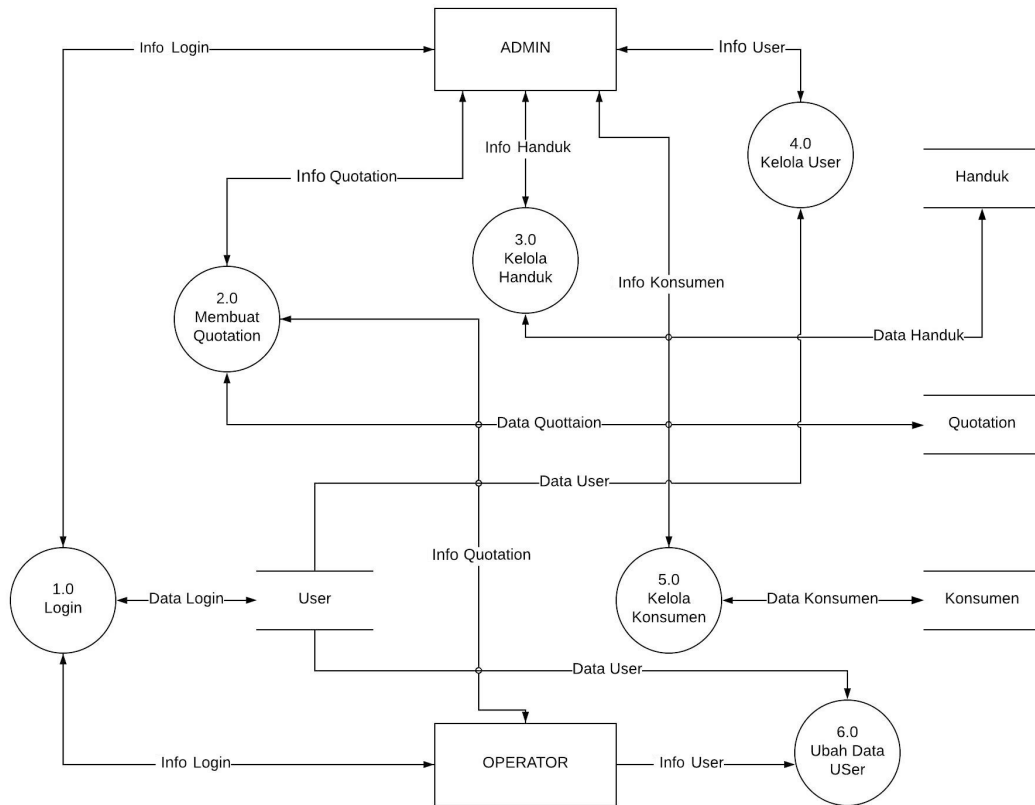 Info Login
ADMIN
Info User
Info Handuk
4.0
Kelola User
Handuk
Info Quotation
3.0
Kelola
Handuk
Info Konsumen
2.0
Membuat
Quotation
Data Handuk
Data Quottaion
Quotation
Data User
Info Quotation
1.0
Login
Data Login
User
5.0
Kelola
Konsumen
Data Konsumen
Konsumen
Data User
6.0
Ubah Data
USer
Info Login
OPERATOR
Info User